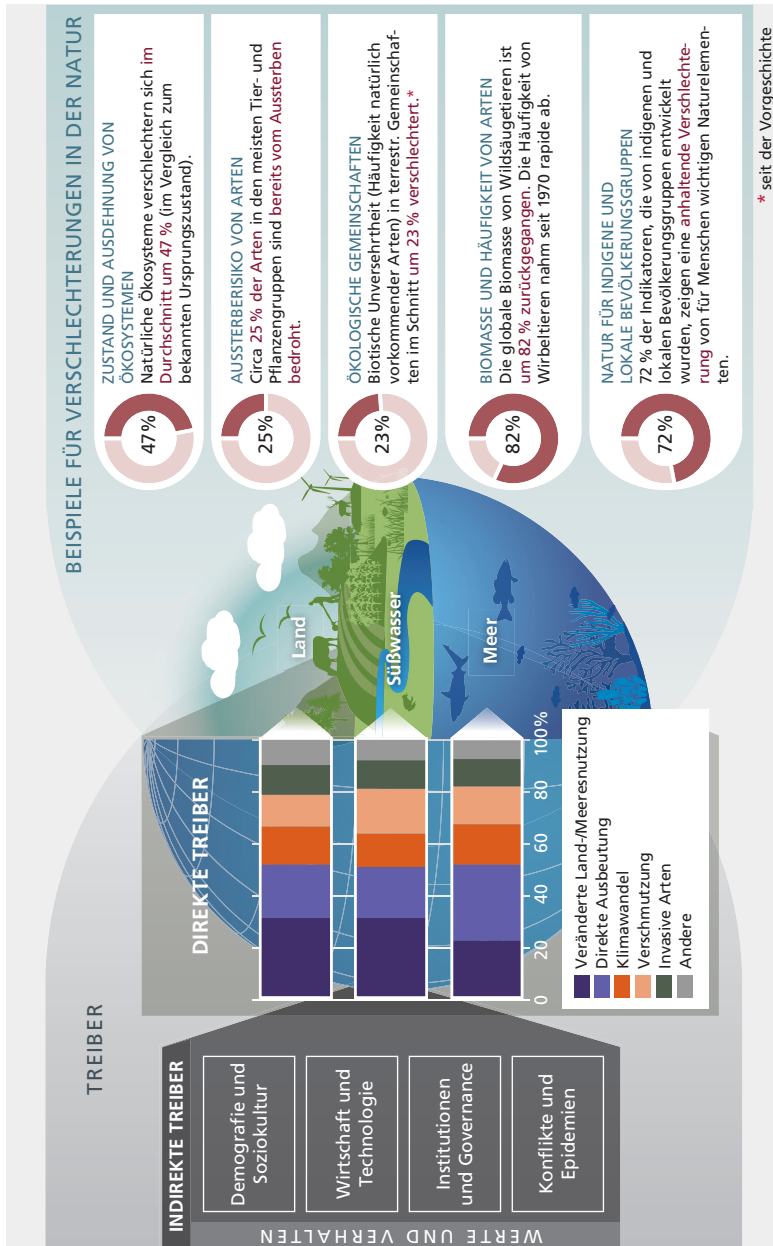 TREIBER
BEISPIELE FÜR VERSCHLECHTERUNGEN IN DER NATUR
INDIREKTE TREIBER
Demografie und
Soziokultur
Wirtschaft und
Technologie
Institutionen
und Governance
Konflikte und
Epidemien
WERTE UND VERHALTEN
DIREKTE TREIBER
Land
Süßwasser
Meer
0
20
40
60
80
100%
Veränderte Land-/Meeresnutzung
Direkte Ausbeutung
Klimawandel
Verschmutzung
Invasive Arten
Andere
47%
ZUSTAND UND AUSDEHNUNG VON
ÖKOSYSTEMEN
Natürliche Ökosysteme verschlechtern sich im
Durchschnitt um 47 % (im Vergleich zum
bekannten Ursprungszustand).
25%
AUSSTERBERISIKO VON ARTEN
Circa 25 % der Arten in den meisten Tier- und
Pflanzengruppen sind bereits vom Aussterben
bedroht.
23%
ÖKOLOGISCHE GEMEINSCHAFTEN
Biotische Unversehrtheit (Häufigkeit natürlich
vorkommender Arten) in terrestr. Gemeinschaf-
ten im Schnitt um 23 % verschlechtert.*
82%
BIOMASSE UND HÄUFIGKEIT VON ARTEN
Die globale Biomasse von Wildsäugetieren ist
um 82 % zurückgegangen. Die Häufigkeit von
Wirbeltieren nahm seit 1970 rapide ab.
72%
NATUR FÜR INDIGENE UND
LOKALE BEVÖLKERUNGSGRUPPEN
72 % der Indikatoren, die von indigenen und
lokalen Bevölkerungsgruppen entwickelt
wurden, zeigen eine anhaltende Verschlechte-
rung von für Menschen wichtigen Naturelemen-
ten.
* seit der Vorgeschichte